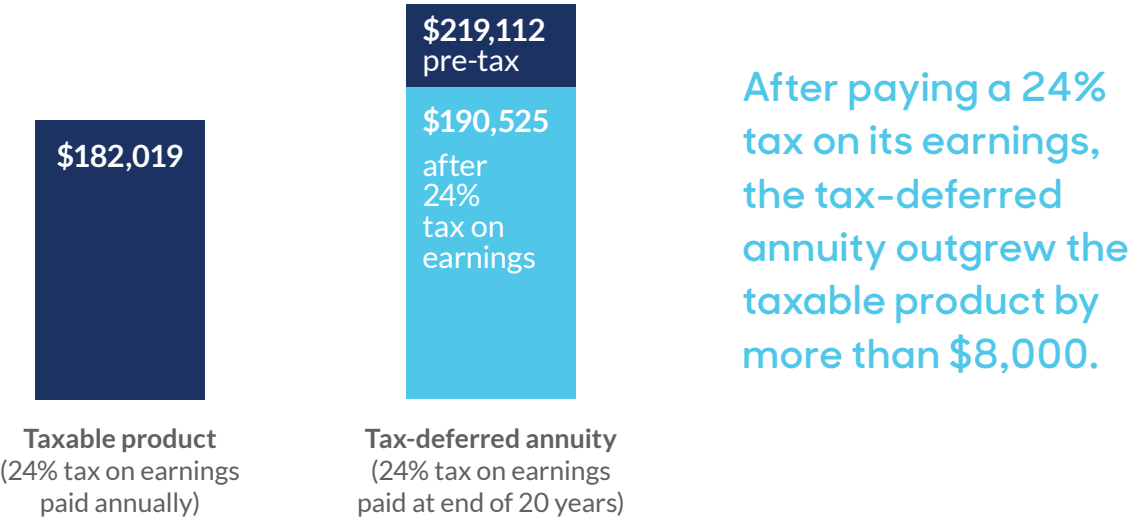 $182,019
Taxable product
(24% tax on earnings
paid annually)
$219,112
pre-tax
$190,525
after
24%
tax on
earnings
Tax-deferred annuity
(24% tax on earnings
paid at end of 20 years)
After paying a 24%
tax on its earnings,
the tax-deferred
annuity outgrew the
taxable product by
more than $8,000.